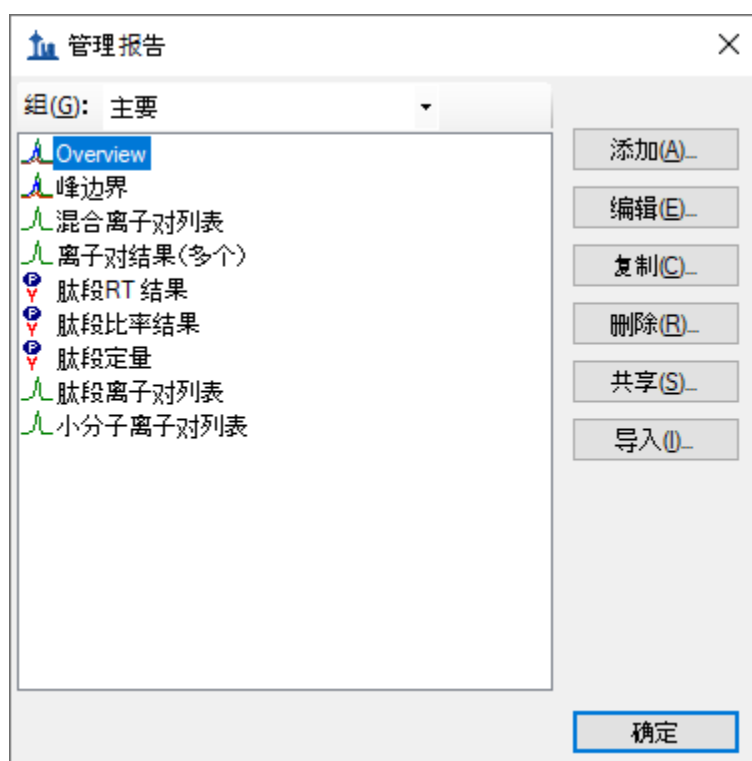 管理报告
组(G): 主要
Overview
峰边界
混合离子对列表
离子对结果(多个)
肽段RT 结果
肽段比率结果
肽段定量
肽段离子对列表
小分子离子对列表
添加(A)...
编辑(E)...
复制(C)...
删除(R)...
共享(S)...
导入(I)...
确定